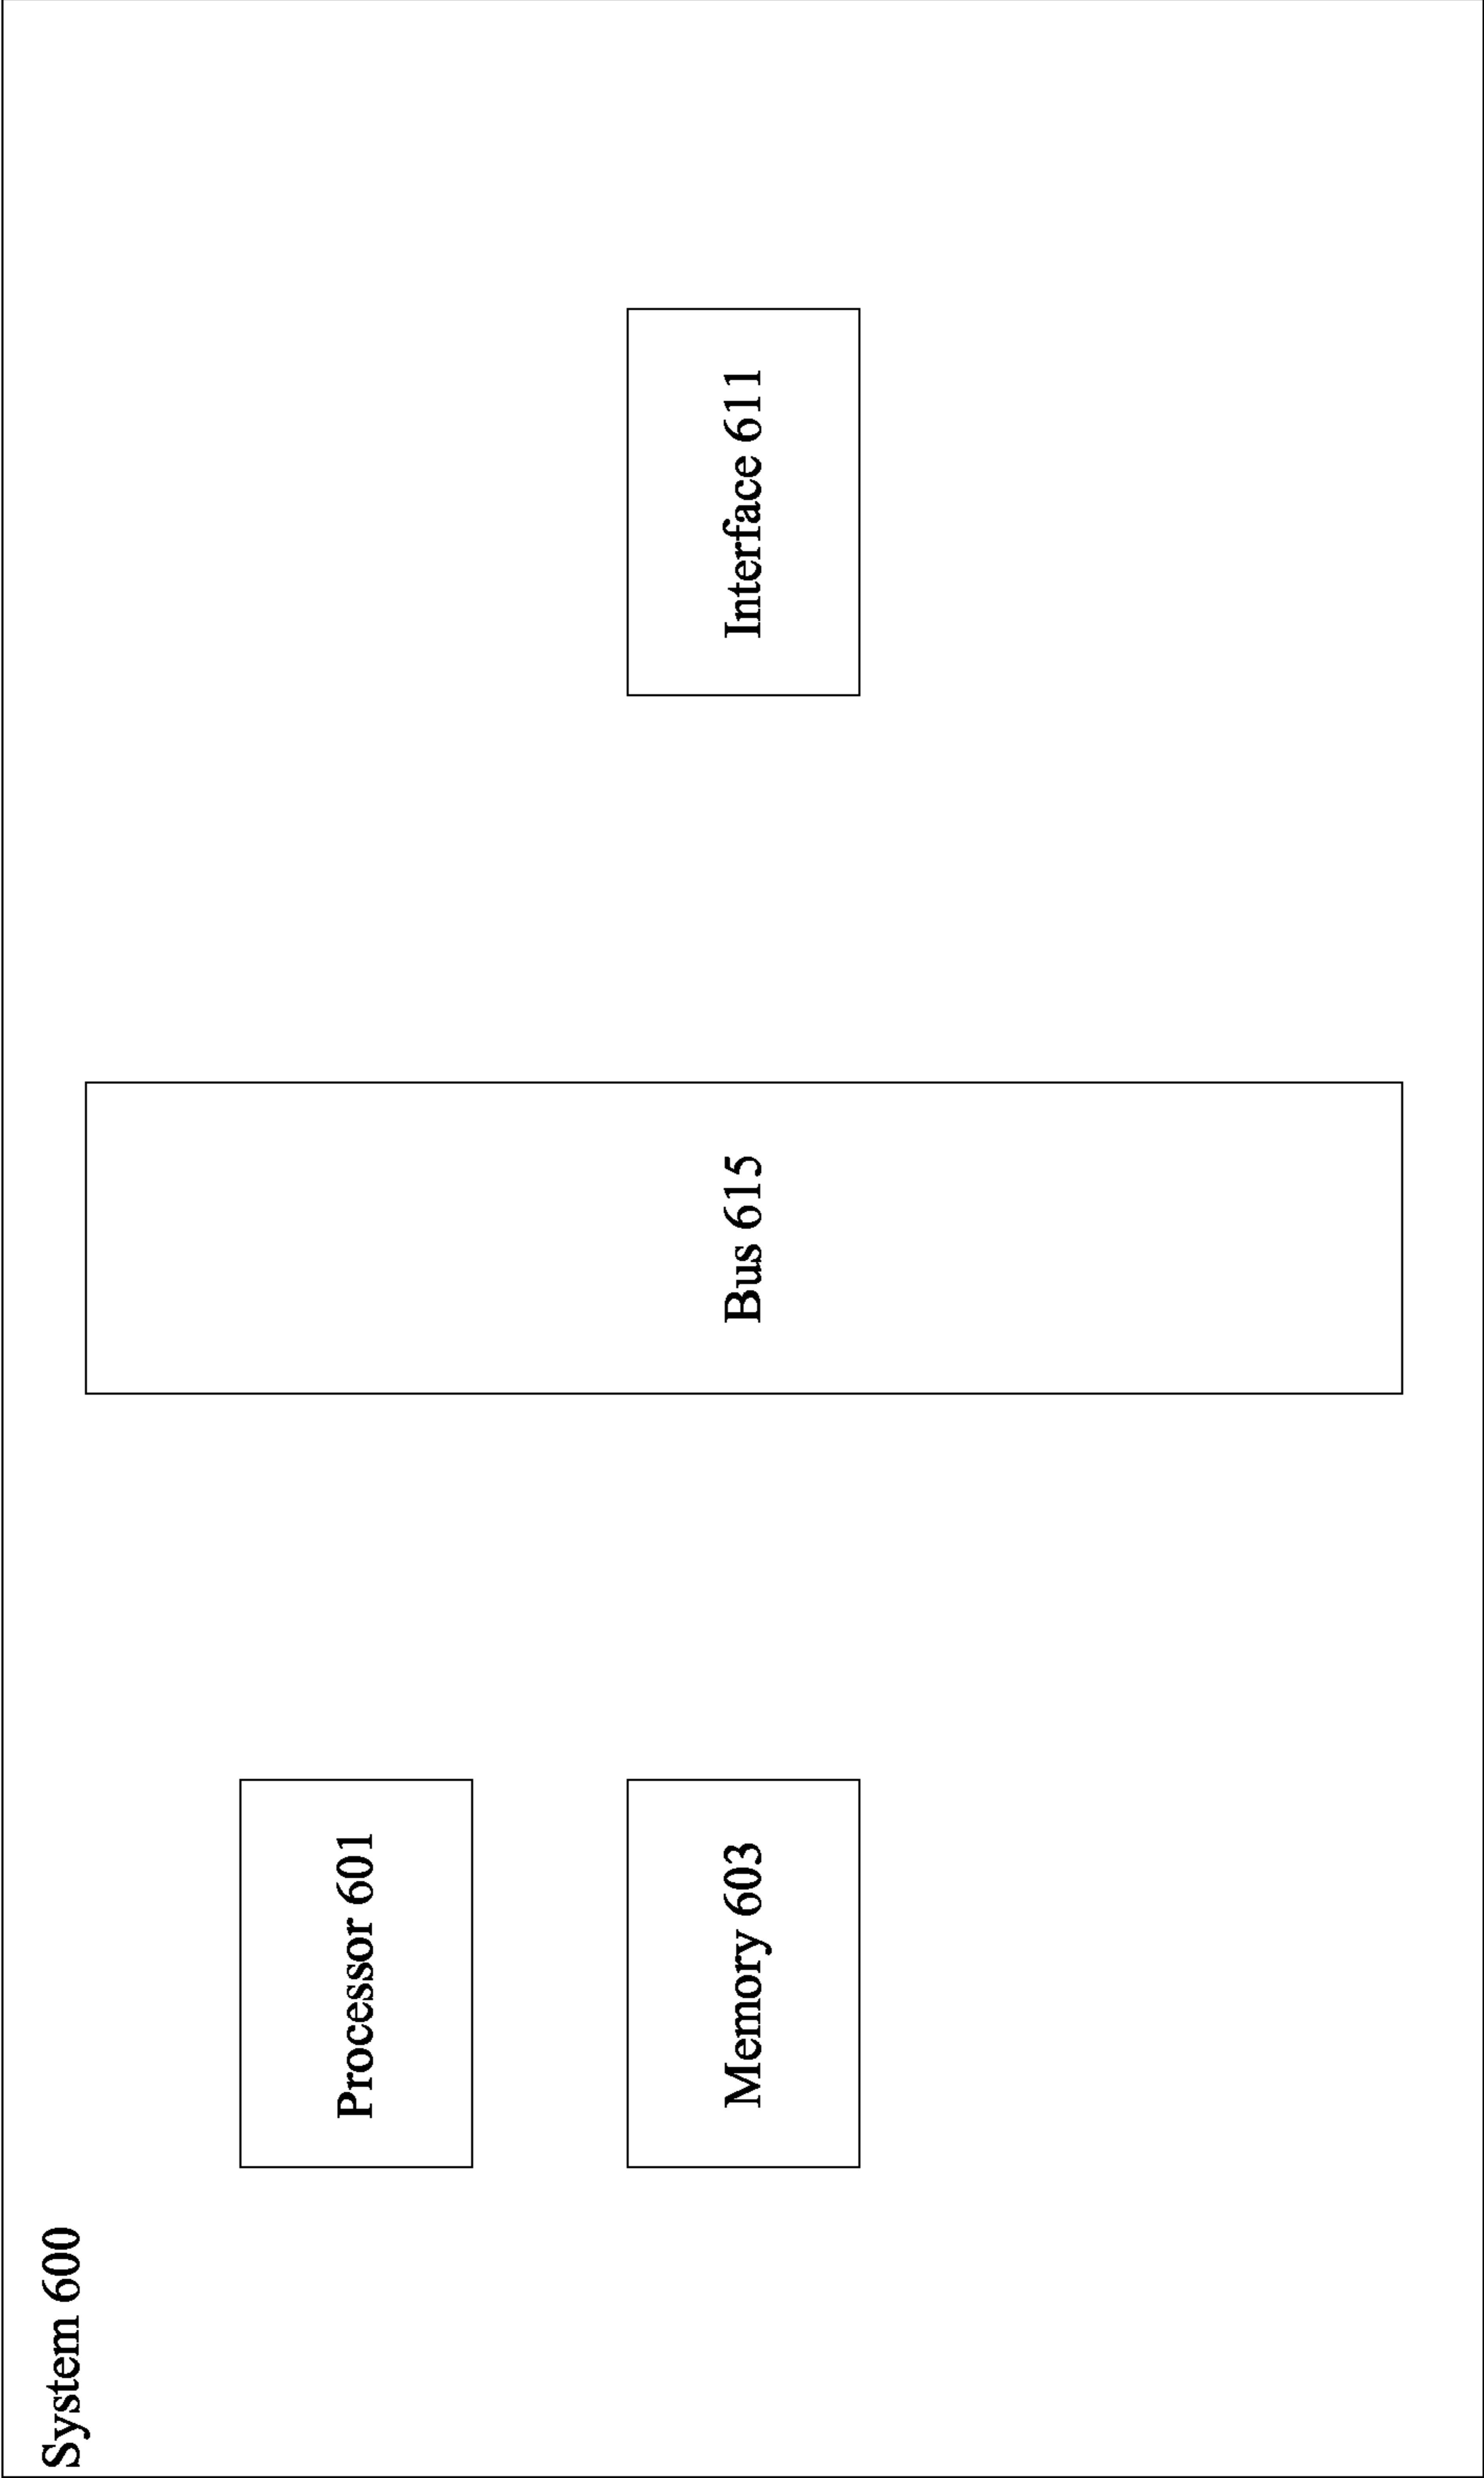 System 600
Processor 601
Memory 603
Bus 615
Interface 611